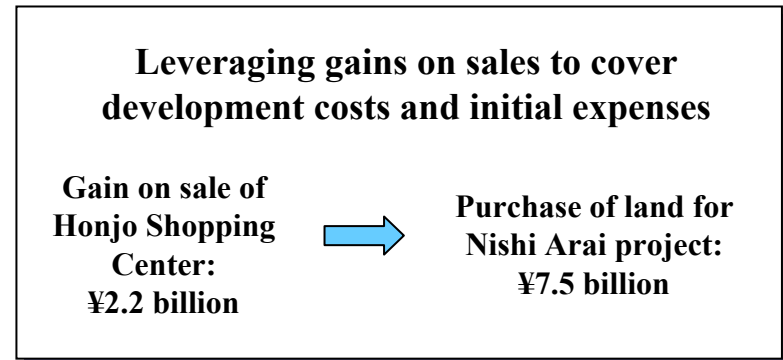 Leveraging gains on sales to cover
development costs and initial expenses
Gain on sale of
Honjo Shopping
Center:
¥2.2 billion
Purchase of land for
Nishi Arai project:
¥7.5 billion